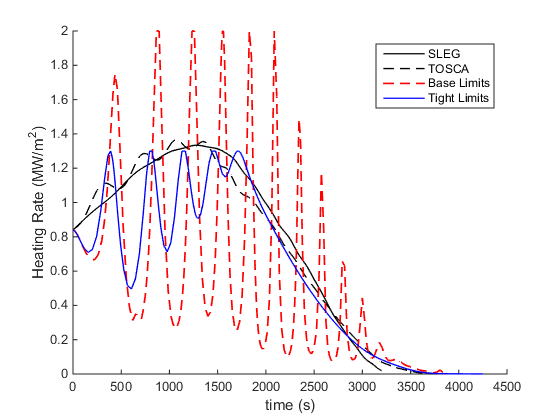 SLEG
TOSCA
Base Limits
Tight Limits
Heating Rate (MW/m²)
2
1.8
1.6
1.4
1.2
1
0.8
0.6
0.4
0.2
0
0 500 1000 1500 2000 2500 3000 3500 4000 4500
time (s)